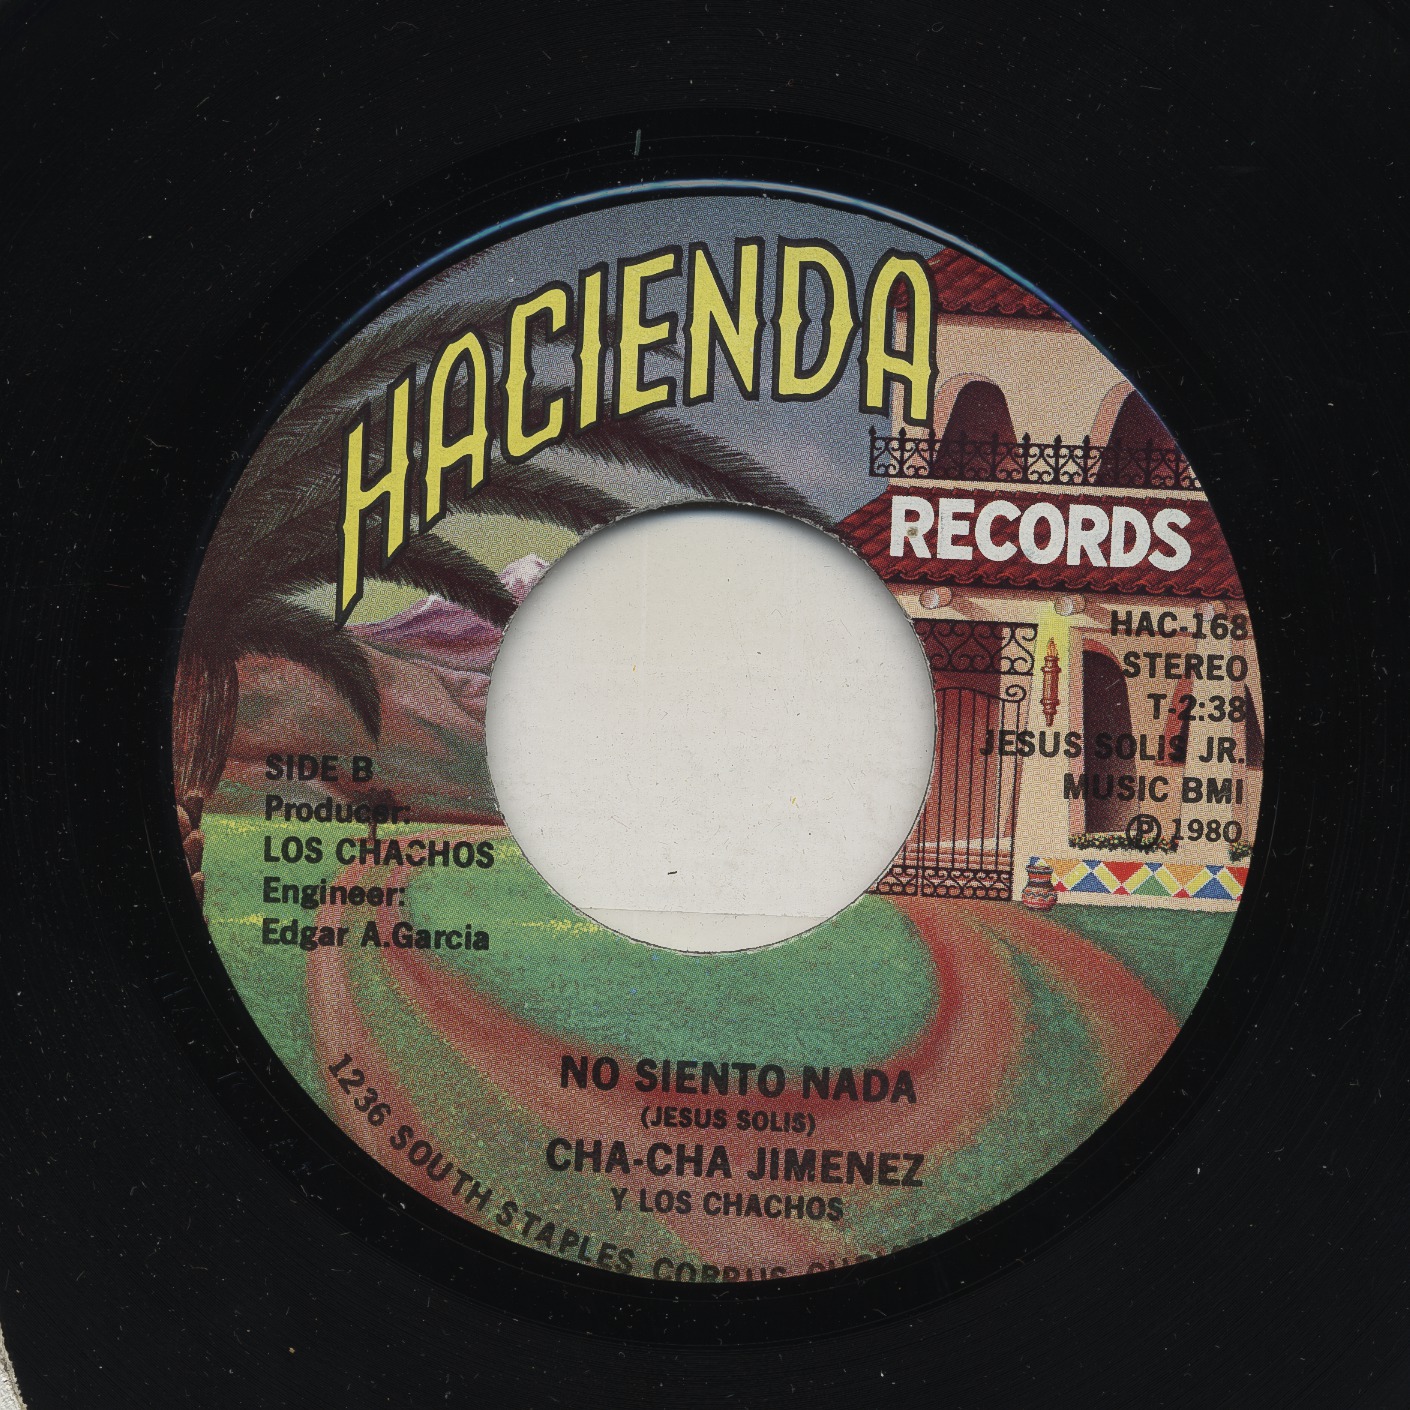 HACIENDA
RECORDS
HAC-168
STEREO
T-2:38
JESUS SOLIS JR.
MUSIC BMI
Ⓟ 1980
SIDE B
Producer:
LOS CHACHOS
Engineer:
Edgar A.Garcia
NO SIENTO NADA
(JESUS SOLIS)
CHA-CHA JIMENEZ
Y LOS CHACHOS
1236 SOUTH STAPLES, CORPUS